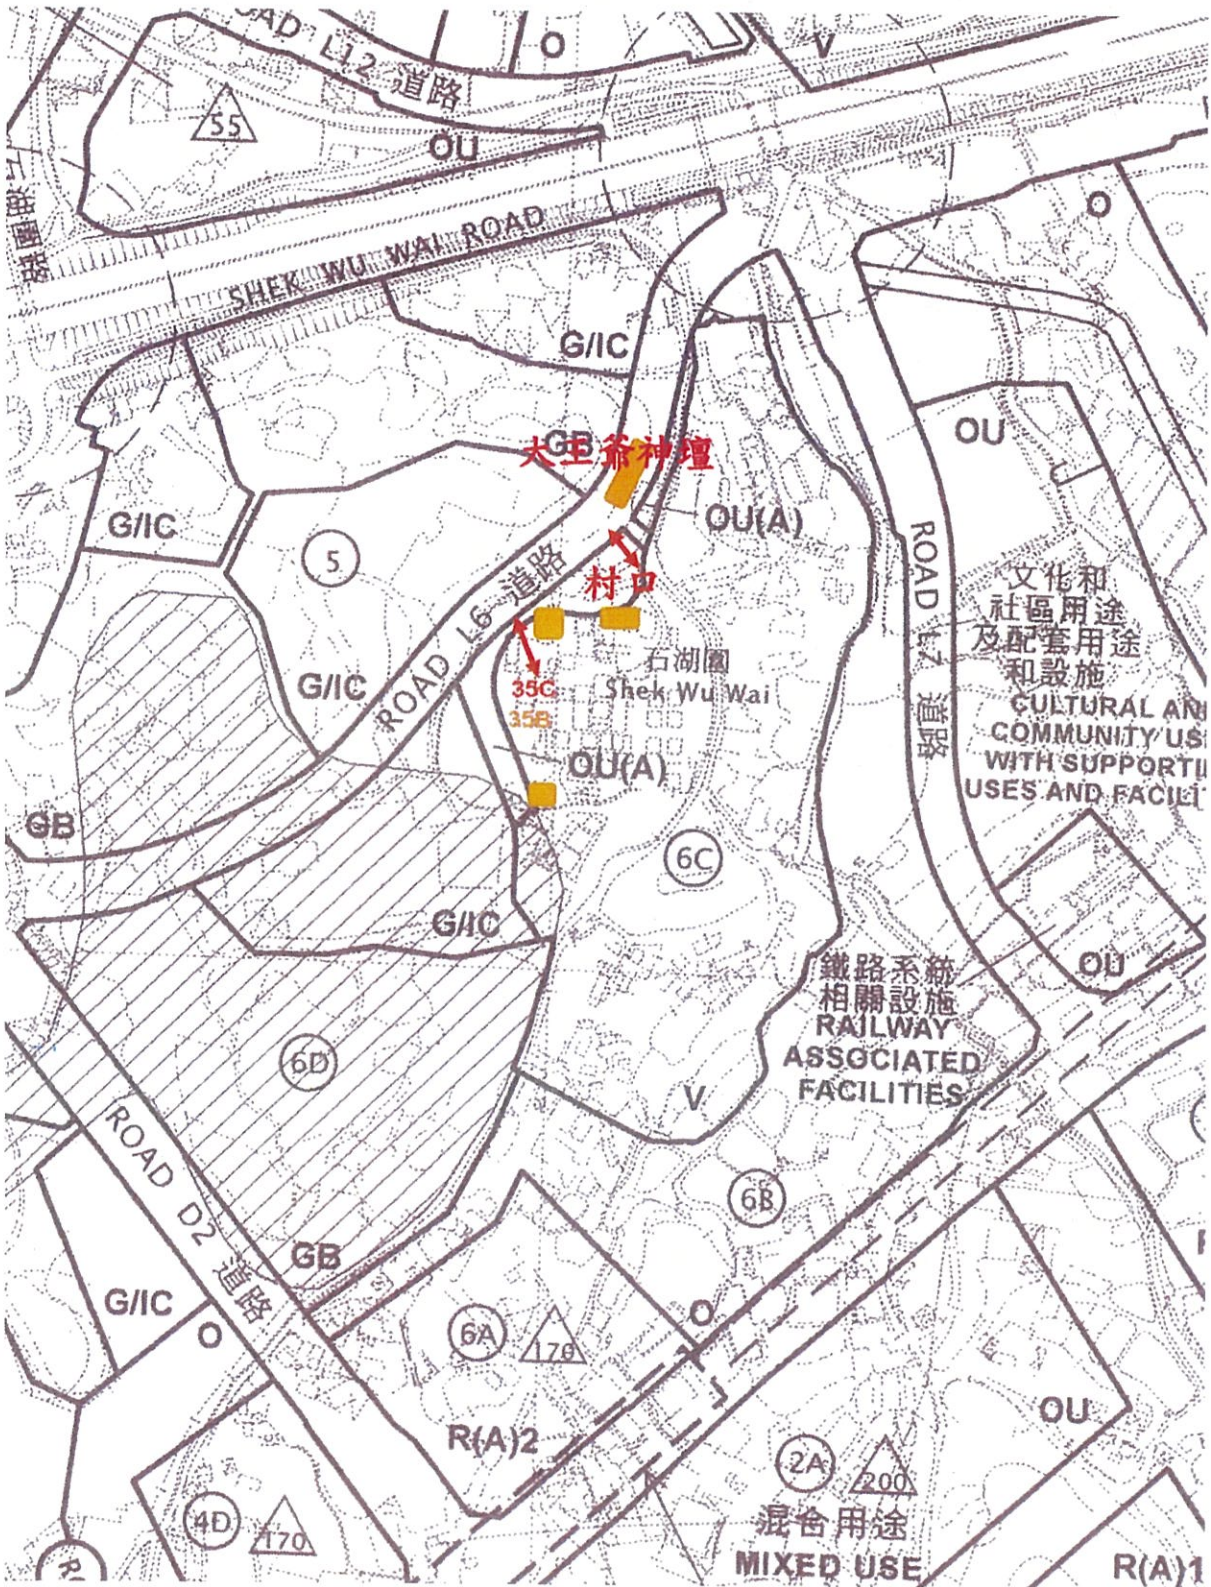 ROAD L12 道路
O
V
55
OU
SHEK WU WAI ROAD
O
G/IC
GB
大王爺神壇
OU
G/IC
5
OU(A)
村口
ROAD L6 道路
ROAD L7 道路
文化和
社區用途
及配套用途
和設施
CULTURAL AN
COMMUNITY US
WITH SUPPORTI
USES AND FACILI
石湖圍
Shek Wu Wai
G/IC
35C
35B
OU(A)
GB
6C
G/IC
OU
鐵路系統
相關設施
RAILWAY
ASSOCIATED
FACILITIES
6D
V
ROAD D2 道路
6B
GB
G/IC
O
O
6A
170
R(A)2
OU
2A
200
4D
170
混合用途
MIXED USE
R(A)1